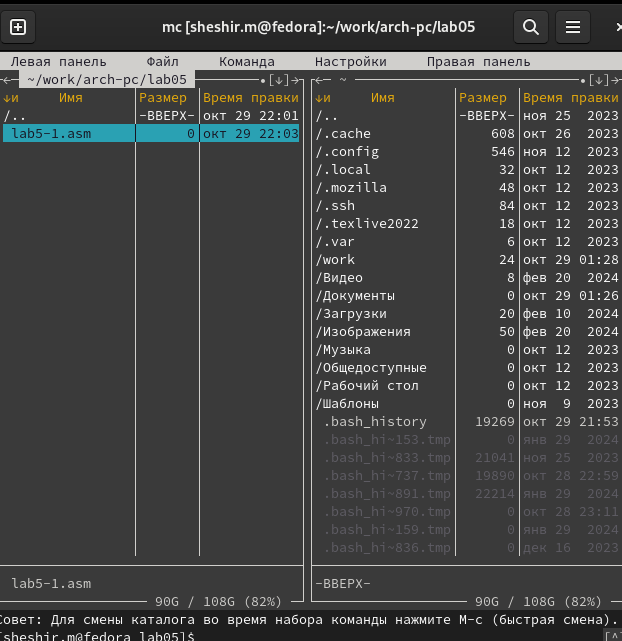 mc [sheshir.m@fedora]:~/work/arch-pc/lab05
Левая панель Файл Команда Настройки Правая панель
~/work/arch-pc/lab05 [↓] ~ [↓]
↓и Имя Размер Время правки ↓и Имя Размер Время правки
/.. -ВВЕРХ- окт 29 22:01 /.. -ВВЕРХ- ноя 25 2023
lab5-1.asm 0 окт 29 22:03 /.cache 608 окт 26 2023
/.config 546 ноя 12 2023
/.local 32 окт 12 2023
/.mozilla 48 окт 12 2023
/.ssh 84 окт 12 2023
/.texlive2022 18 окт 12 2023
/.var 6 окт 12 2023
/work 24 окт 29 01:28
/Видео 8 фев 20 2024
/Документы 0 окт 29 01:26
/Загрузки 20 фев 10 2024
/Изображения 50 фев 20 2024
/Музыка 0 окт 12 2023
/Общедоступные 0 окт 12 2023
/Рабочий стол 0 окт 12 2023
/Шаблоны 0 ноя 9 2023
.bash_history 19269 окт 29 21:53
.bash_hi~153.tmp 0 янв 29 2024
.bash_hi~833.tmp 21041 ноя 25 2023
.bash_hi~737.tmp 19890 окт 28 22:59
.bash_hi~891.tmp 22214 янв 29 2024
.bash_hi~970.tmp 0 окт 28 23:11
.bash_hi~159.tmp 0 янв 29 2024
.bash_hi~836.tmp 0 дек 16 2023
lab5-1.asm -ВВЕРХ-
90G / 108G (82%) 90G / 108G (82%)
Совет: Для смены каталога во время набора команды нажмите M-c (быстрая смена).
[sheshir.m@fedora lab05]$ [^]